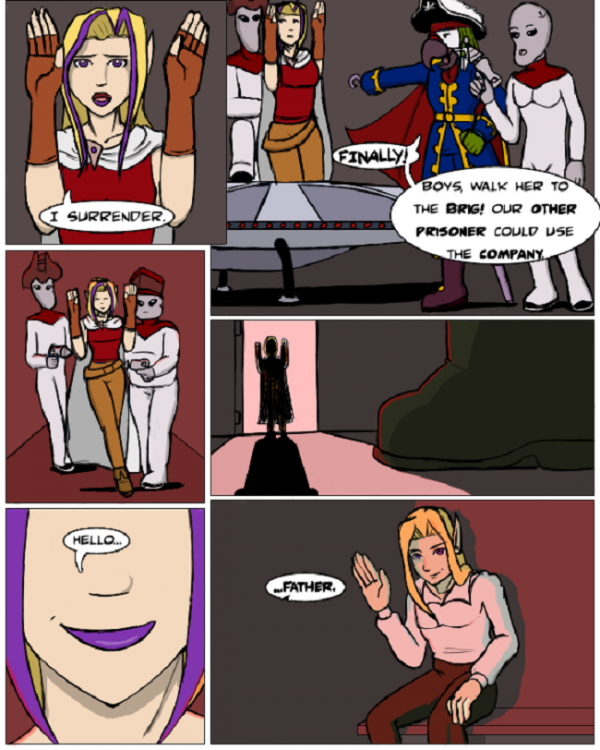 I SURRENDER.
FINALLY!
BOYS, WALK HER TO
THE BRIG! OUR OTHER
PRISONER COULD USE
THE COMPANY.
HELLO...
...FATHER.